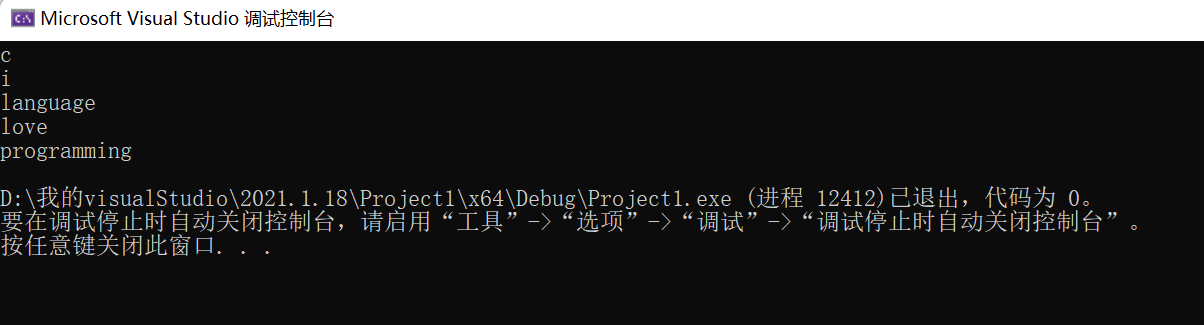 Microsoft Visual Studio 调试控制台
c
i
language
love
programming
D:\我的visualStudio\2021.1.18\Project1\x64\Debug\Project1.exe (进程 12412)已退出，代码为 0。
要在调试停止时自动关闭控制台，请启用“工具”->“选项”->“调试”->“调试停止时自动关闭控制台”。
按任意键关闭此窗口. . .